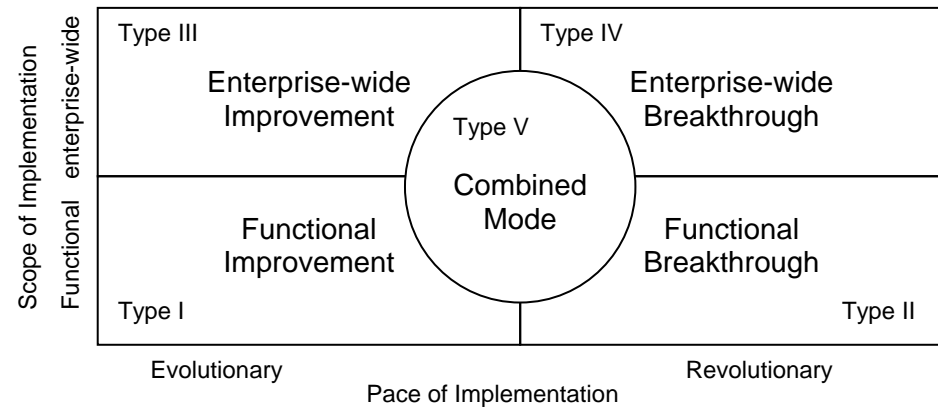 Type III
Type IV
Enterprise-wide
Improvement
Enterprise-wide
Breakthrough
Type V
Combined
Mode
Functional
Improvement
Functional
Breakthrough
Type I
Type II
Scope of Implementation
Functional enterprise-wide
Evolutionary
Revolutionary
Pace of Implementation